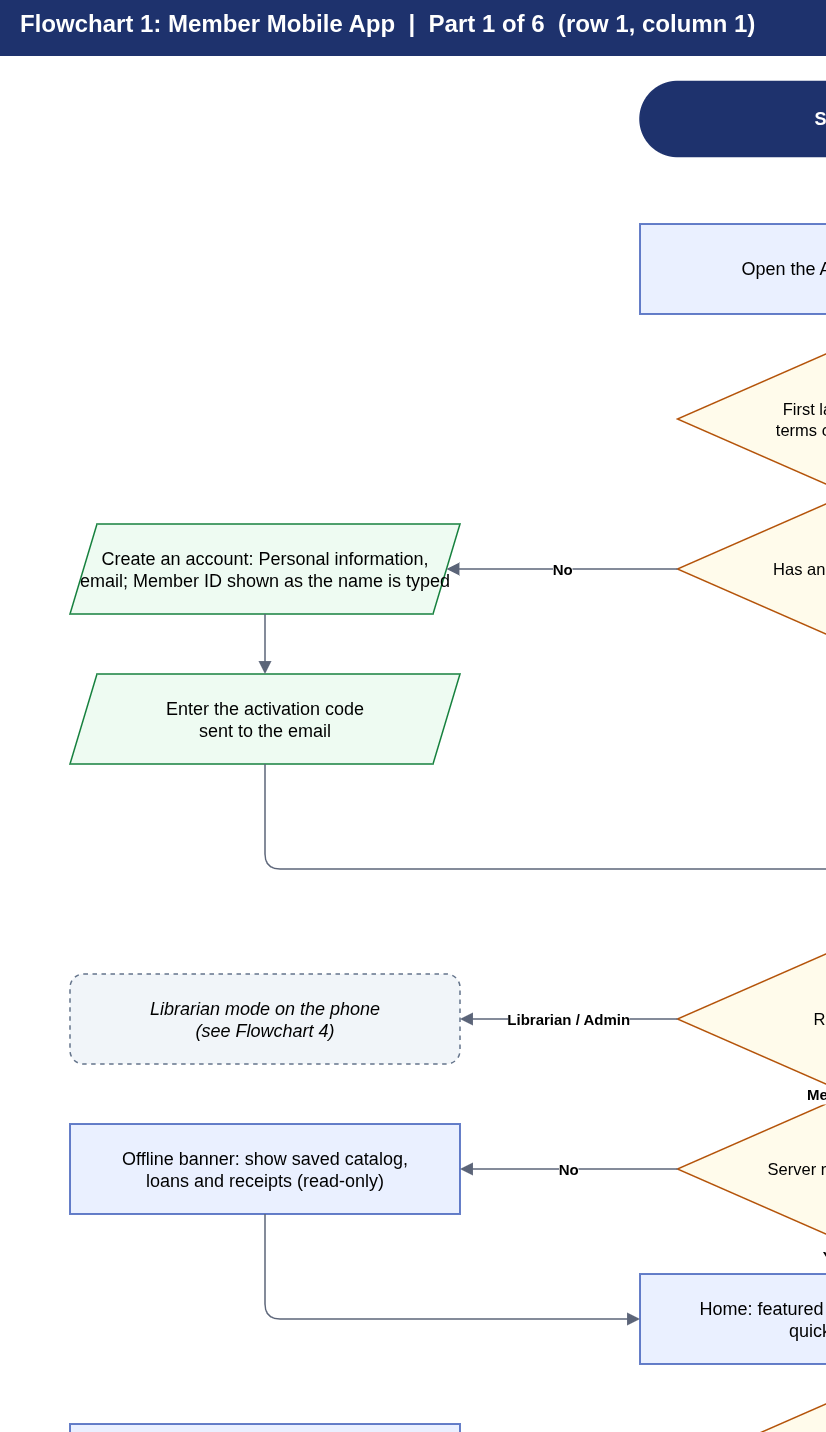 Flowchart 1: Member Mobile App | Part 1 of 6 (row 1, column 1)
Open the
First
terms
Create an account: Personal information,
email; Member ID shown as the name is typed
No
Has an
Enter the activation code
sent to the email
Librarian mode on the phone
(see Flowchart 4)
Librarian / Admin
Offline banner: show saved catalog,
loans and receipts (read-only)
No
Server
Home: featured
quick